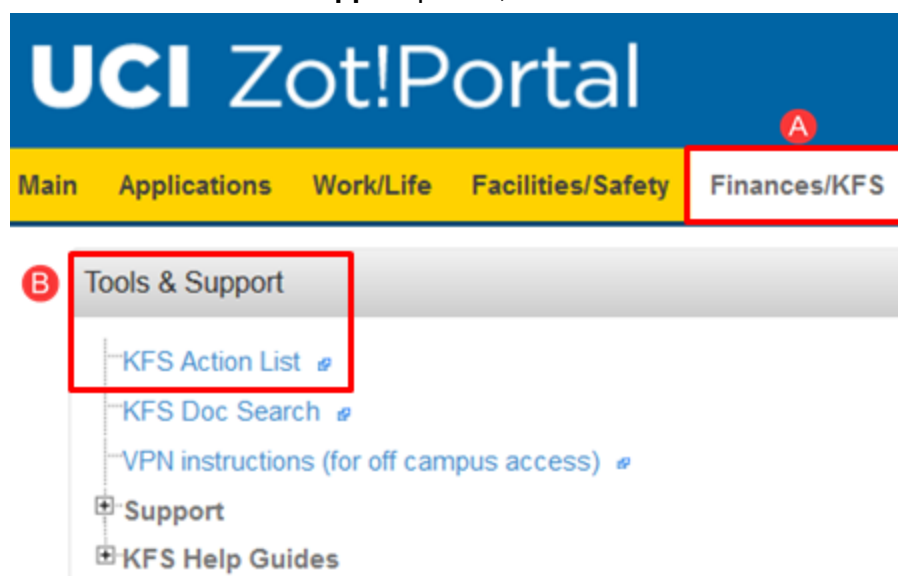 UCI Zot!Portal
A
Main Applications Work/Life Facilities/Safety Finances/KFS
B Tools & Support
KFS Action List
KFS Doc Search
VPN instructions (for off campus access)
Support
KFS Help Guides